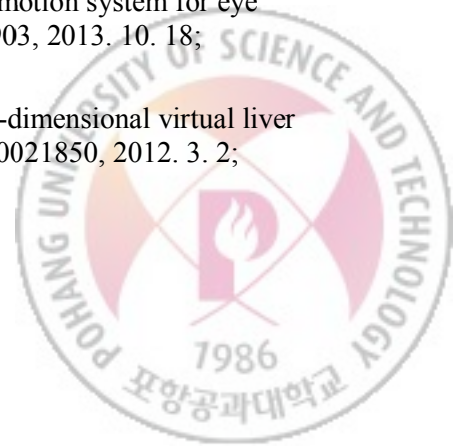 motion system for eye
903, 2013. 10. 18;
-dimensional virtual liver
0021850, 2012. 3. 2;
POHANG UNIVERSITY OF SCIENCE AND TECHNOLOGY
1986
포항공과대학교